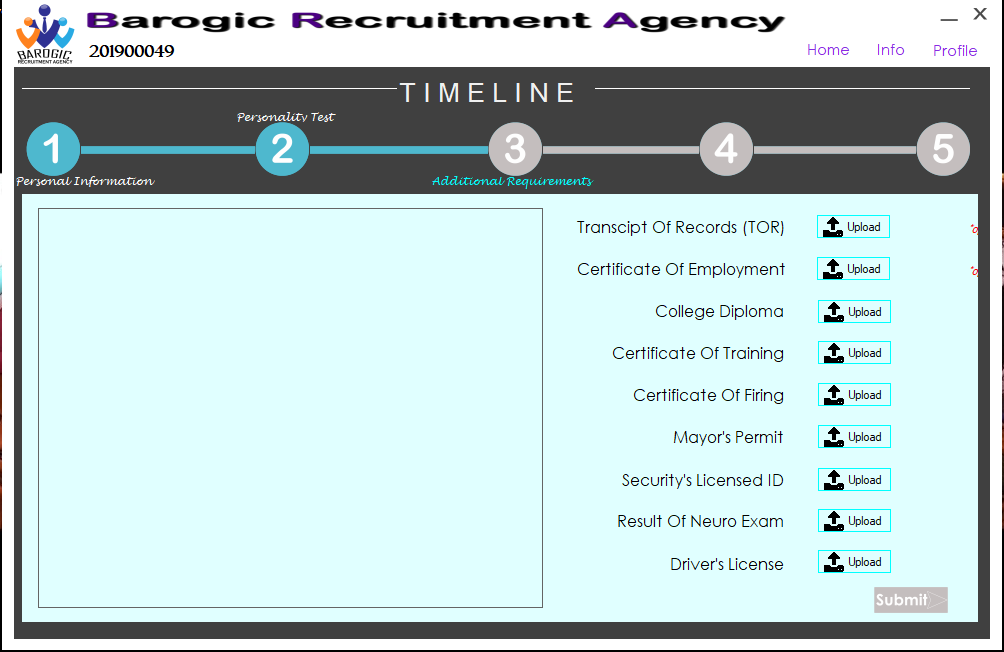 Barogic Recruitment Agency
BAROGIC
RECRUITMENT AGENCY
201900049
Home Info Profile
TIMELINE
Personality Test
1 2 3 4 5
Personal Information
Additional Requirements
Transcipt Of Records (TOR) Upload
Certificate Of Employment Upload
College Diploma Upload
Certificate Of Training Upload
Certificate Of Firing Upload
Mayor's Permit Upload
Security's Licensed ID Upload
Result Of Neuro Exam Upload
Driver's License Upload
Submit